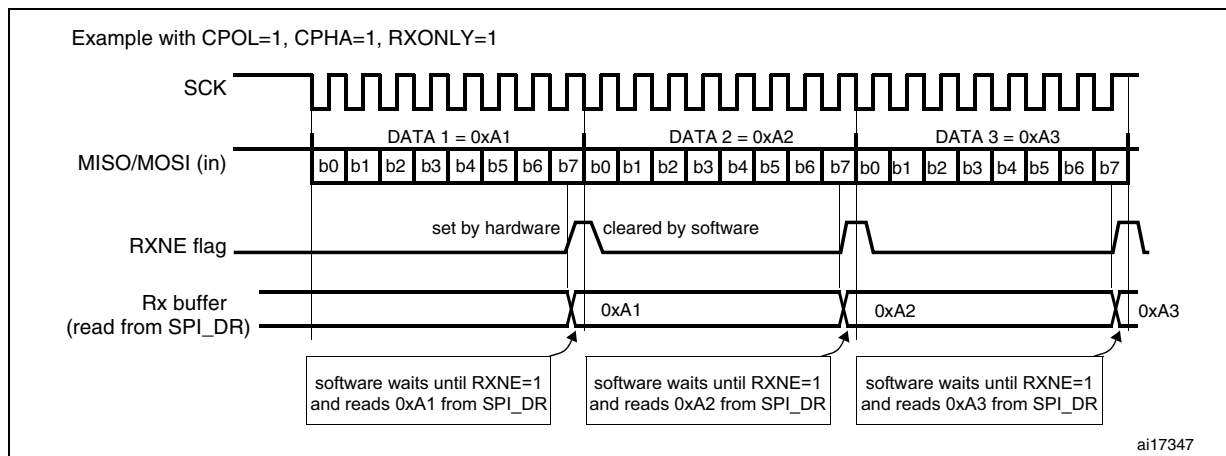 Example with CPOL=1, CPHA=1, RXONLY=1
SCK
DATA 1 = 0xA1 DATA 2 = 0xA2 DATA 3 = 0xA3
MISO/MOSI (in) b0 b1 b2 b3 b4 b5 b6 b7 b0 b1 b2 b3 b4 b5 b6 b7 b0 b1 b2 b3 b4 b5 b6 b7
set by hardware cleared by software
RXNE flag
Rx buffer
(read from SPI_DR)
0xA1 0xA2 0xA3
software waits until RXNE=1
and reads 0xA1 from SPI_DR
software waits until RXNE=1
and reads 0xA2 from SPI_DR
software waits until RXNE=1
and reads 0xA3 from SPI_DR
ai17347